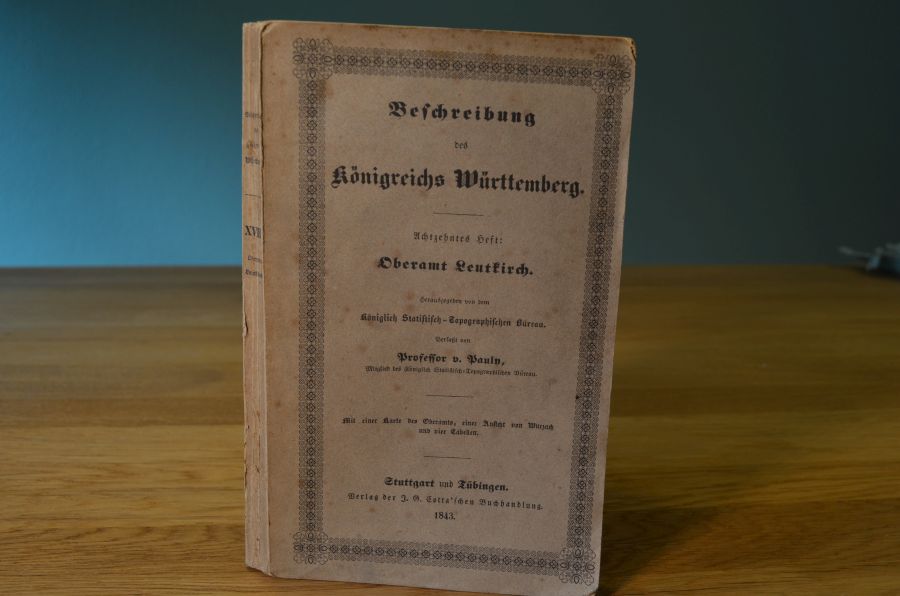 Beschreibung
des
Königreichs Württemberg.
Achtzehntes Heft:
Oberamt Leutkirch.
Herausgegeben von dem
Königlich Statistisch-Topographischen Büreau.
Verfaßt von
Professor v. Pauly,
Mitglied des Königlich Statistisch-Topographischen Büreau.
Mit einer Karte des Oberamts, einer Ansicht von Wurzach
und vier Tabellen.
Stuttgart und Tübingen.
Verlag der J. G. Cotta'schen Buchhandlung.
1843.